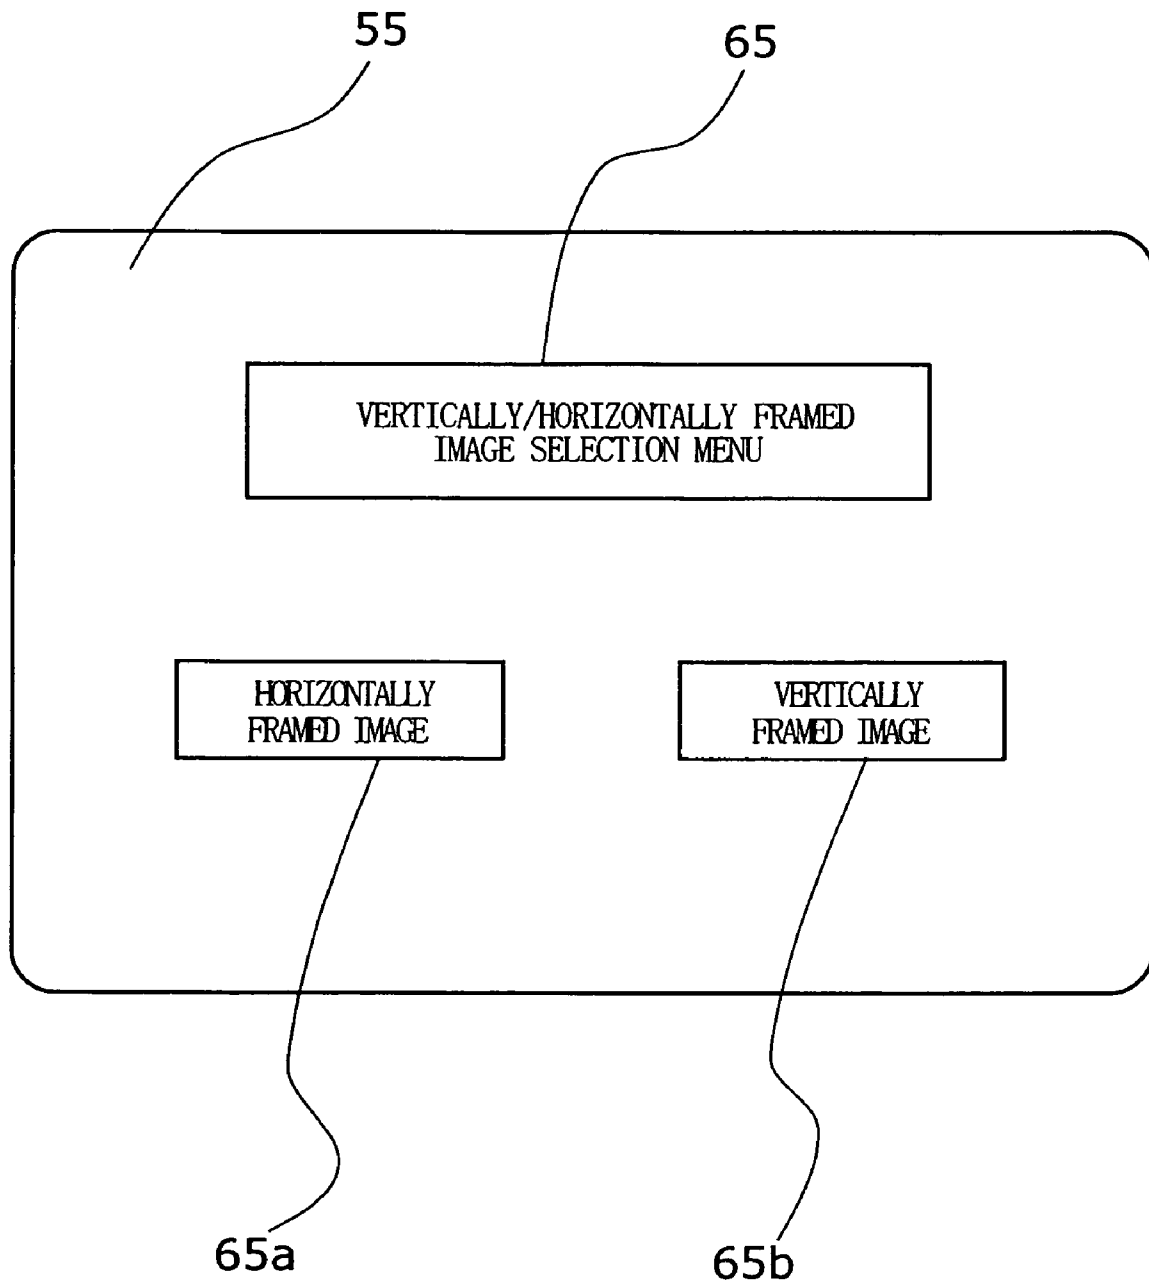 55
65
VERTICALLY/HORIZONTALLY FRAMED
IMAGE SELECTION MENU
HORIZONTALLY
FRAMED IMAGE
VERTICALLY
FRAMED IMAGE
65a
65b